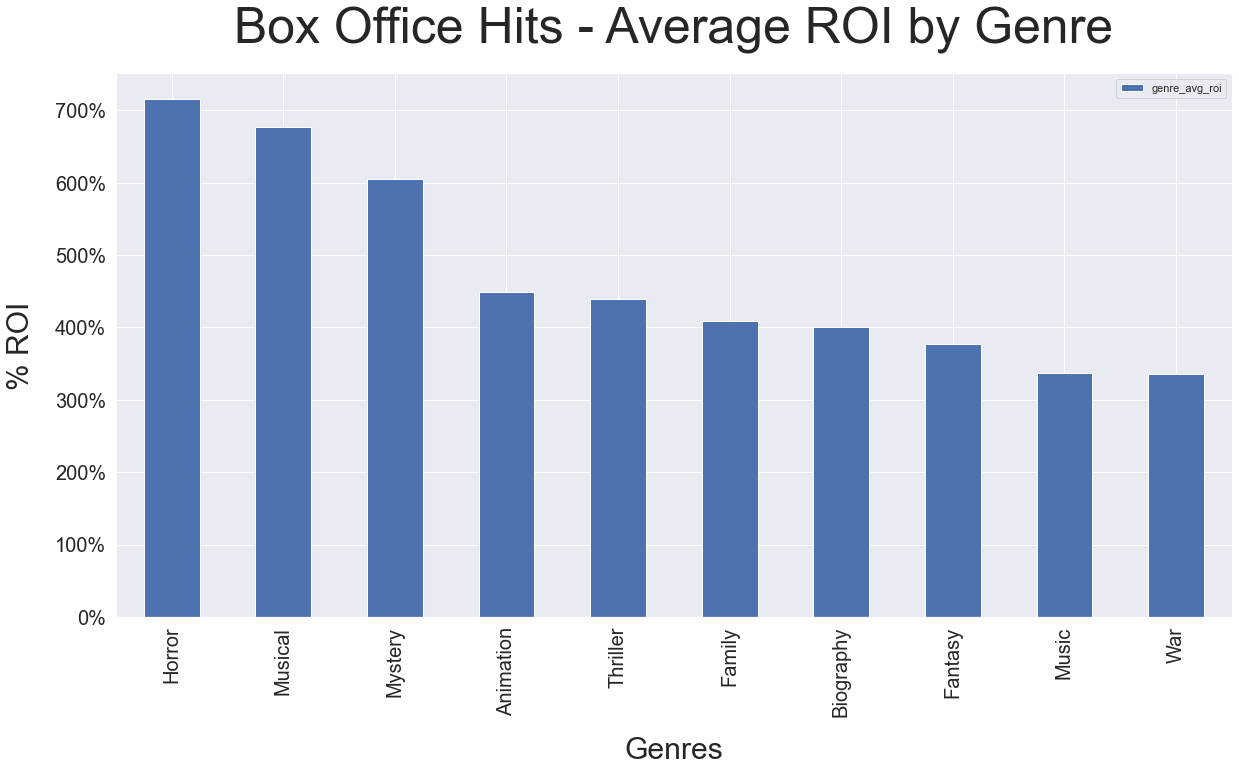 Box Office Hits - Average ROI by Genre
genre_avg_roi
% ROI
700%
600%
500%
400%
300%
200%
100%
0%
Horror
Musical
Mystery
Animation
Thriller
Family
Biography
Fantasy
Music
War
Genres